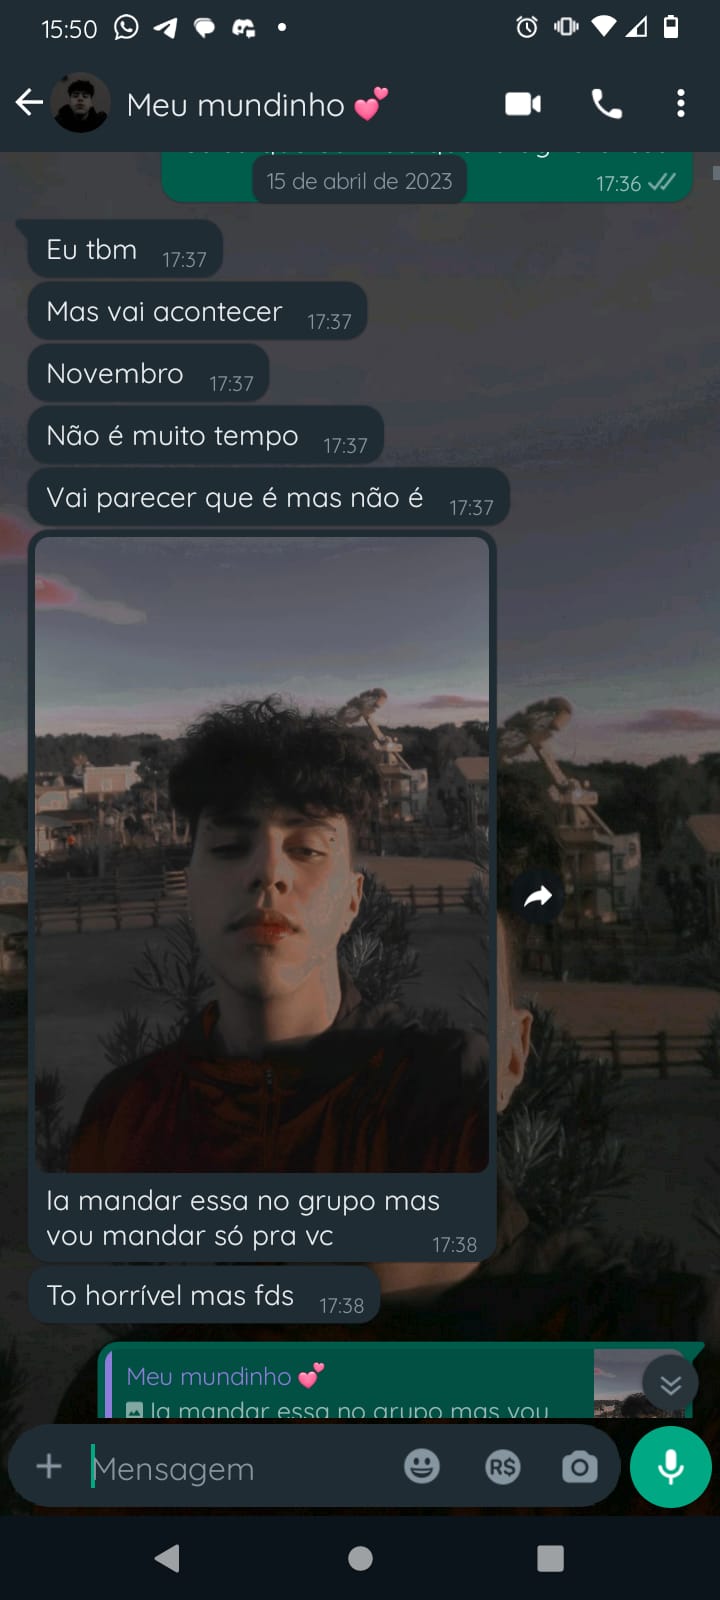 15:50
Meu mundinho 💕
15 de abril de 2023
17:36
Eu tbm 17:37
Mas vai acontecer 17:37
Novembro 17:37
Não é muito tempo 17:37
Vai parecer que é mas não é 17:37
Ia mandar essa no grupo mas
vou mandar só pra vc 17:38
To horrível mas fds 17:38
Meu mundinho 💕
Ia mandar essa no grupo mas vou
Mensagem
R$